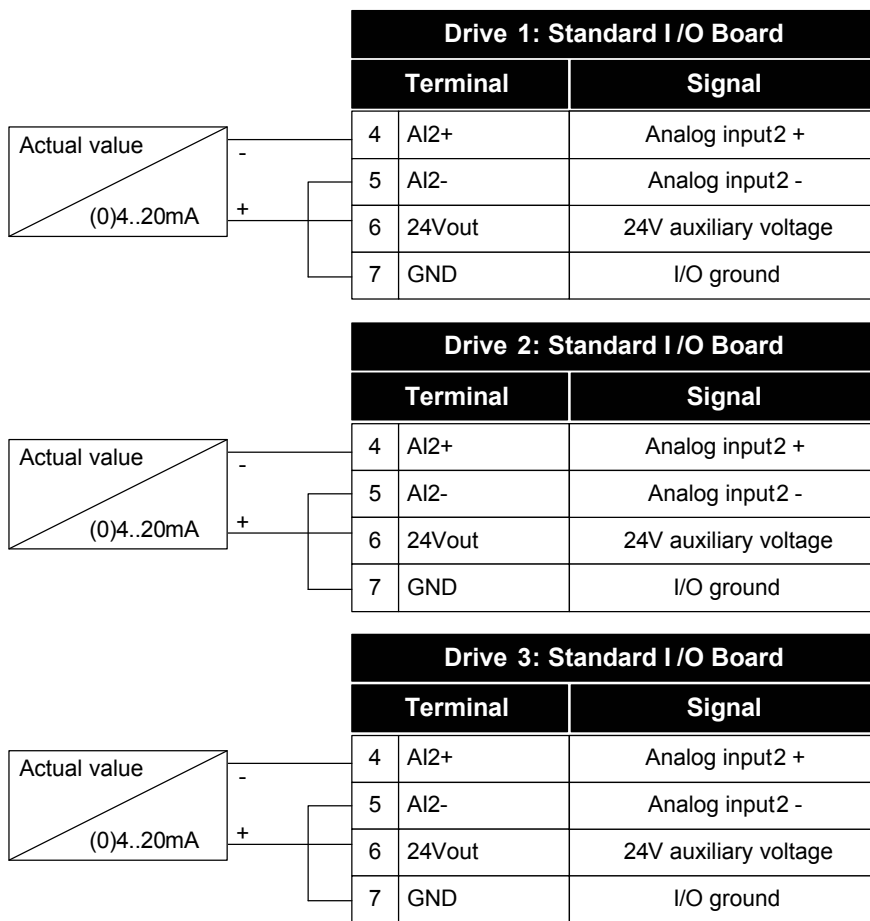 Drive 1: Standard I /O Board
Terminal Signal
4 AI2+ Analog input2 +
Actual value
-
5 AI2- Analog input2 -
+
(0)4..20mA
6 24Vout 24V auxiliary voltage
7 GND I/O ground
Drive 2: Standard I /O Board
Terminal Signal
4 AI2+ Analog input2 +
Actual value
-
5 AI2- Analog input2 -
+
(0)4..20mA
6 24Vout 24V auxiliary voltage
7 GND I/O ground
Drive 3: Standard I /O Board
Terminal Signal
4 AI2+ Analog input2 +
Actual value
-
5 AI2- Analog input2 -
+
(0)4..20mA
6 24Vout 24V auxiliary voltage
7 GND I/O ground